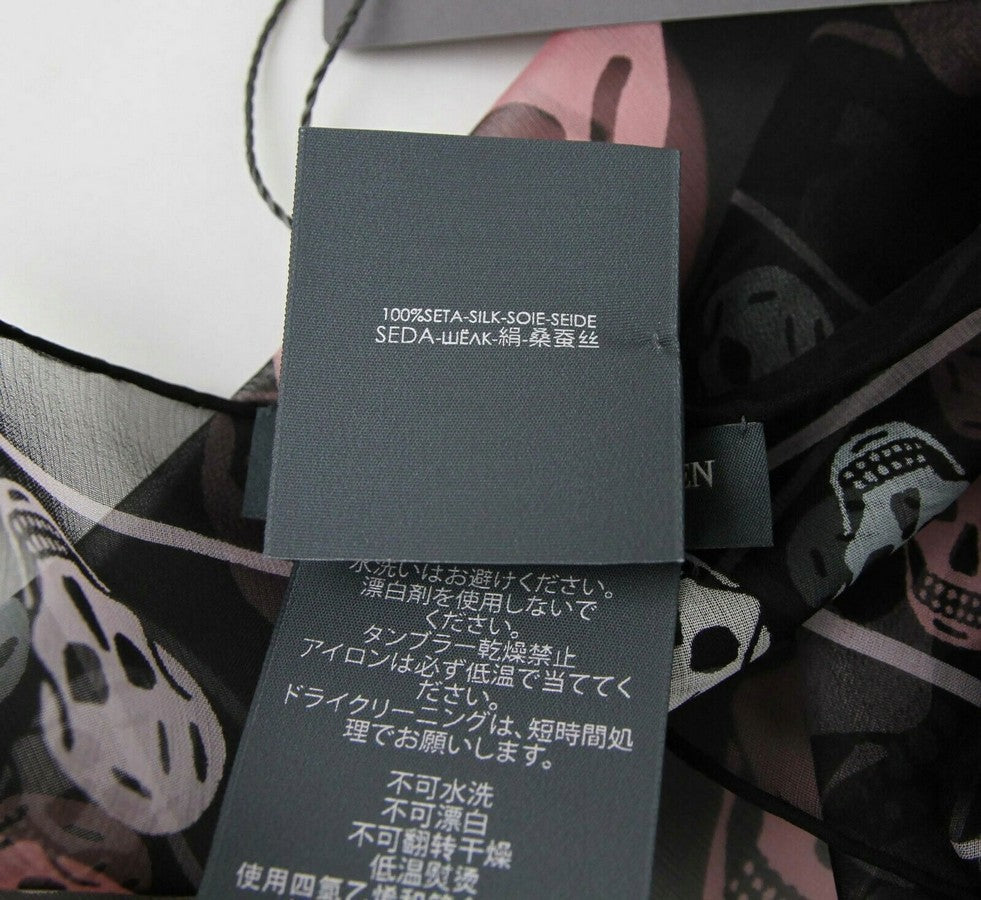 100%SETA-SILK-SOIE-SEIDE
SEDA-ШЁЛК-絹-桑蚕丝
EN
水洗いはお避けください。
漂白剤を使用しないで
ください。
タンブラー乾燥禁止
アイロンは必ず低温で当ててく
ださい。
ドライクリーニングは、短時間処
理でお願いします。
不可水洗
不可漂白
不可翻转干燥
低温熨烫
使用四氯乙